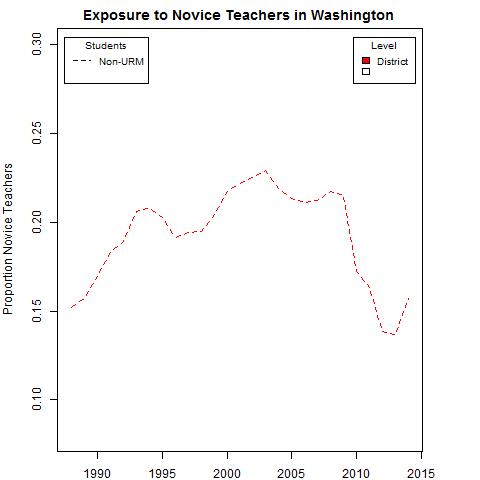 Exposure to Novice Teachers in Washington
Students
Non-URM
Level
District
Proportion Novice Teachers
0.30
0.25
0.20
0.15
0.10
1990 1995 2000 2005 2010 2015